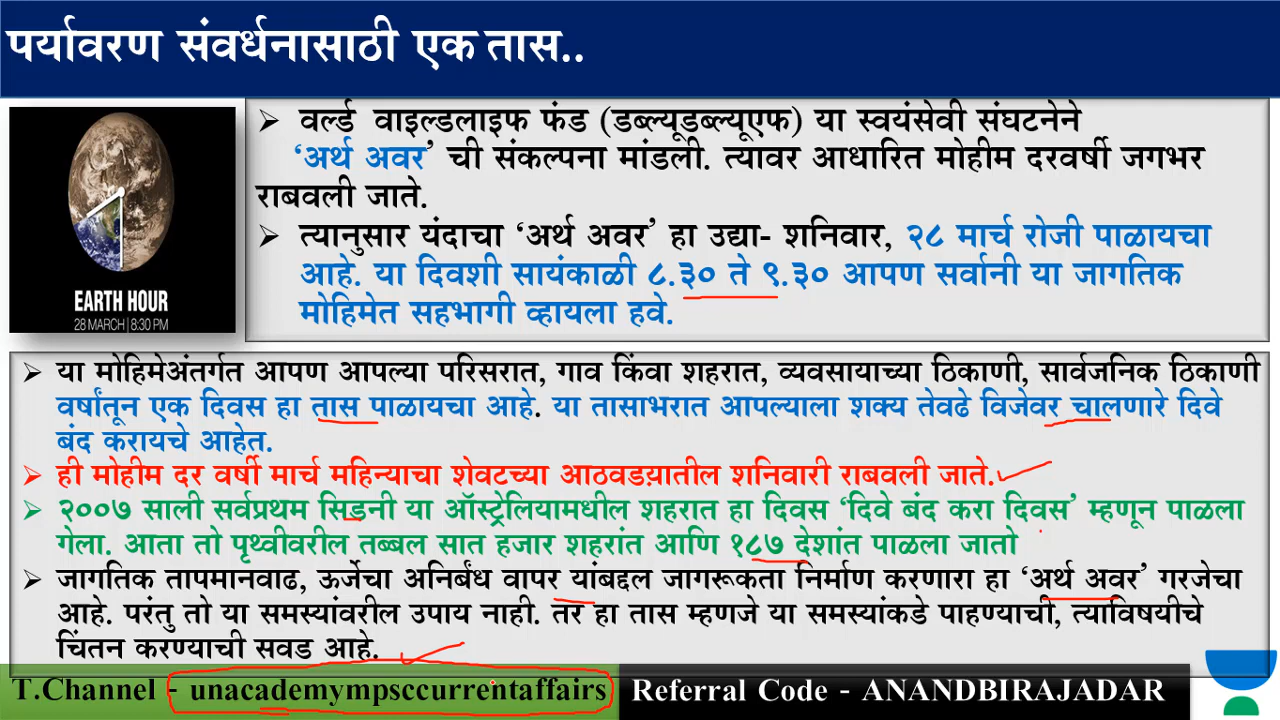 पर्यावरण संवर्धनासाठी एक तास..
➢ वर्ल्ड वाइल्डलाइफ फंड (डब्ल्यूडब्ल्यूएफ) या स्वयंसेवी संघटनेने
‘अर्थ अवर’ ची संकल्पना मांडली. त्यावर आधारित मोहीम दरवर्षी जगभर
राबवली जाते.
➢ त्यानुसार यंदाचा ‘अर्थ अवर’ हा उद्या- शनिवार, २८ मार्च रोजी पाळायचा
आहे. या दिवशी सायंकाळी ८.३० ते ९.३० आपण सर्वानी या जागतिक
मोहिमेत सहभागी व्हायला हवे.
EARTH HOUR
28 MARCH | 8:30 PM
➢ या मोहिमेअंतर्गत आपण आपल्या परिसरात, गाव किंवा शहरात, व्यवसायाच्या ठिकाणी, सार्वजनिक ठिकाणी
वर्षांतून एक दिवस हा तास पाळायचा आहे. या तासाभरात आपल्याला शक्य तेवढे विजेवर चालणारे दिवे
बंद करायचे आहेत.
➢ ही मोहीम दर वर्षी मार्च महिन्याचा शेवटच्या आठवडय़ातील शनिवारी राबवली जाते.
➢ २००७ साली सर्वप्रथम सिडनी या ऑस्ट्रेलियामधील शहरात हा दिवस ‘दिवे बंद करा दिवस’ म्हणून पाळला
गेला. आता तो पृथ्वीवरील तब्बल सात हजार शहरांत आणि १८७ देशांत पाळला जातो
➢ जागतिक तापमानवाढ, ऊर्जेचा अनिर्बंध वापर यांबद्दल जागरूकता निर्माण करणारा हा ‘अर्थ अवर’ गरजेचा
आहे. परंतु तो या समस्यांवरील उपाय नाही. तर हा तास म्हणजे या समस्यांकडे पाहण्याची, त्याविषयीचे
चिंतन करण्याची सवड आहे.
T.Channel - unacademympsccurrentaffairs Referral Code - ANANDBIRAJADAR